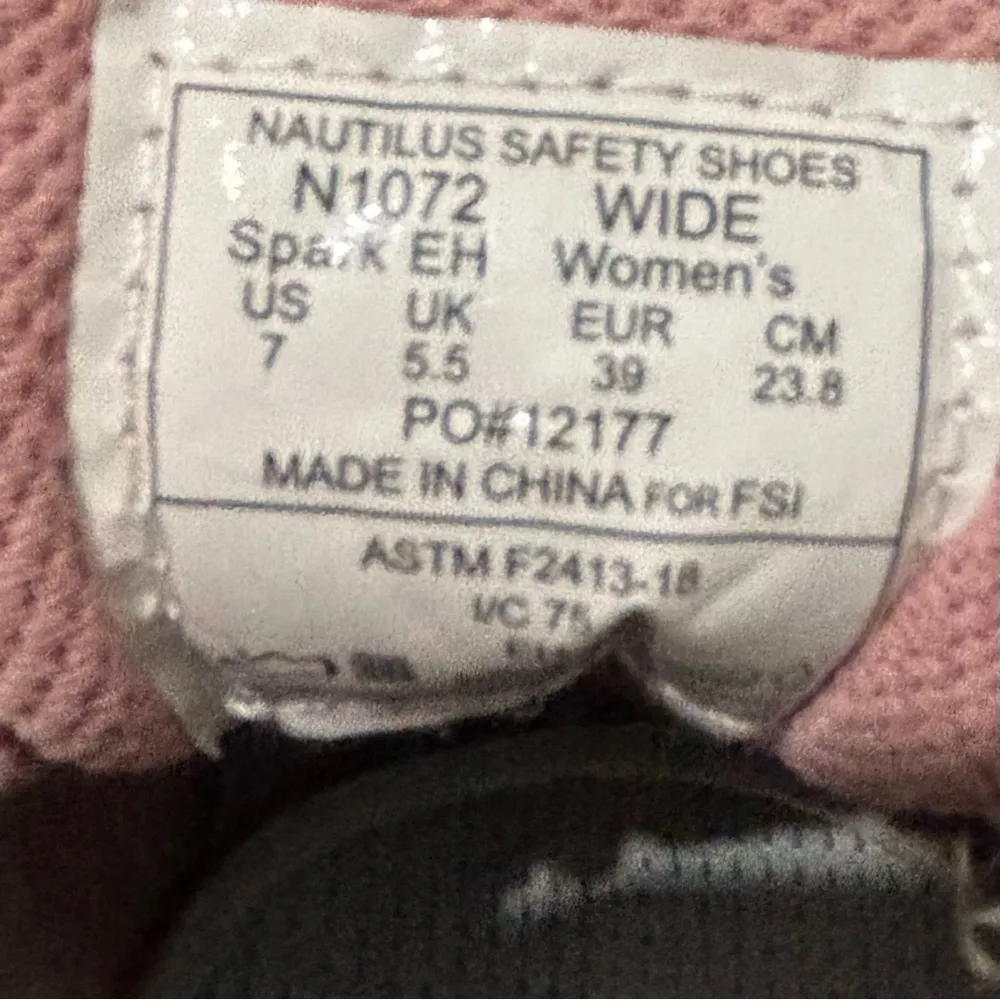 NAUTILUS SAFETY SHOES
N1072 WIDE
Spark EH Women's
US UK EUR CM
7 5.5 39 23.8
PO#12177
MADE IN CHINA FOR FSI
ASTM F2413-18
I/C 75